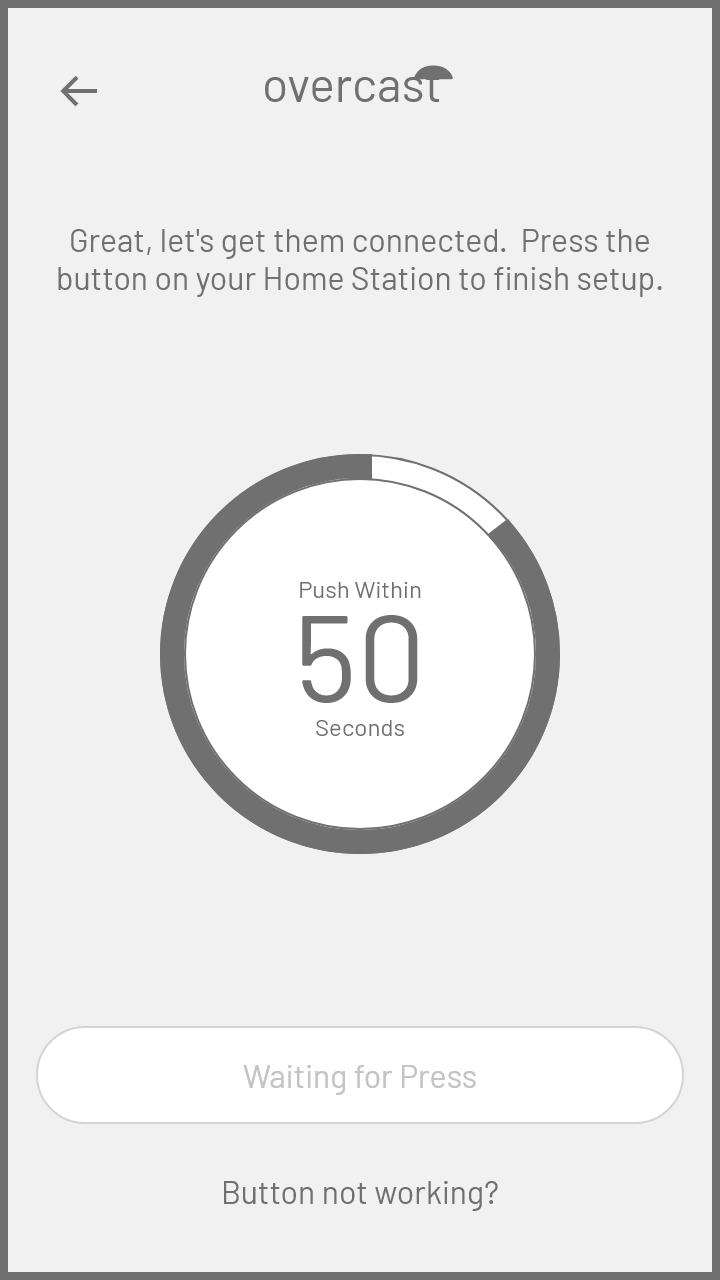 overcast
Great, let's get them connected.  Press the
button on your Home Station to finish setup.
Push Within
50
Seconds
Waiting for Press
Button not working?